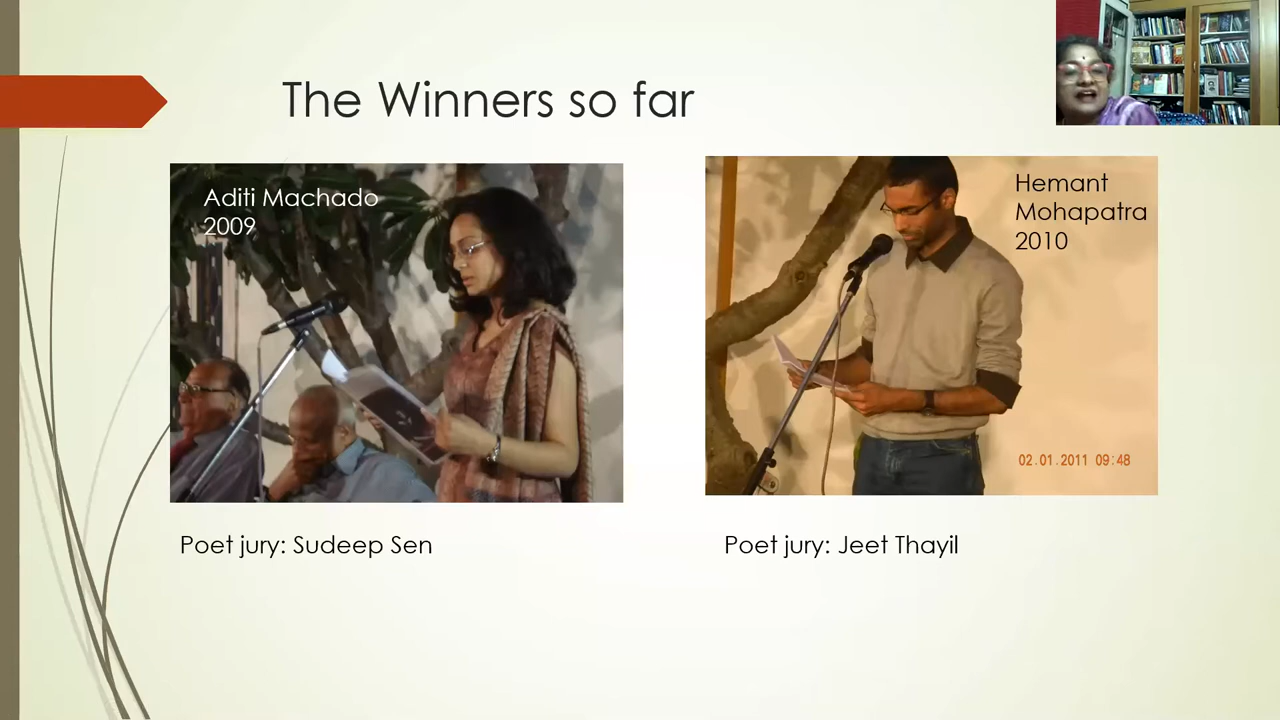 The Winners so far
Aditi Machado
2009
Hemant
Mohapatra
2010
02.01.2011 09:48
Poet jury: Sudeep Sen
Poet jury: Jeet Thayil